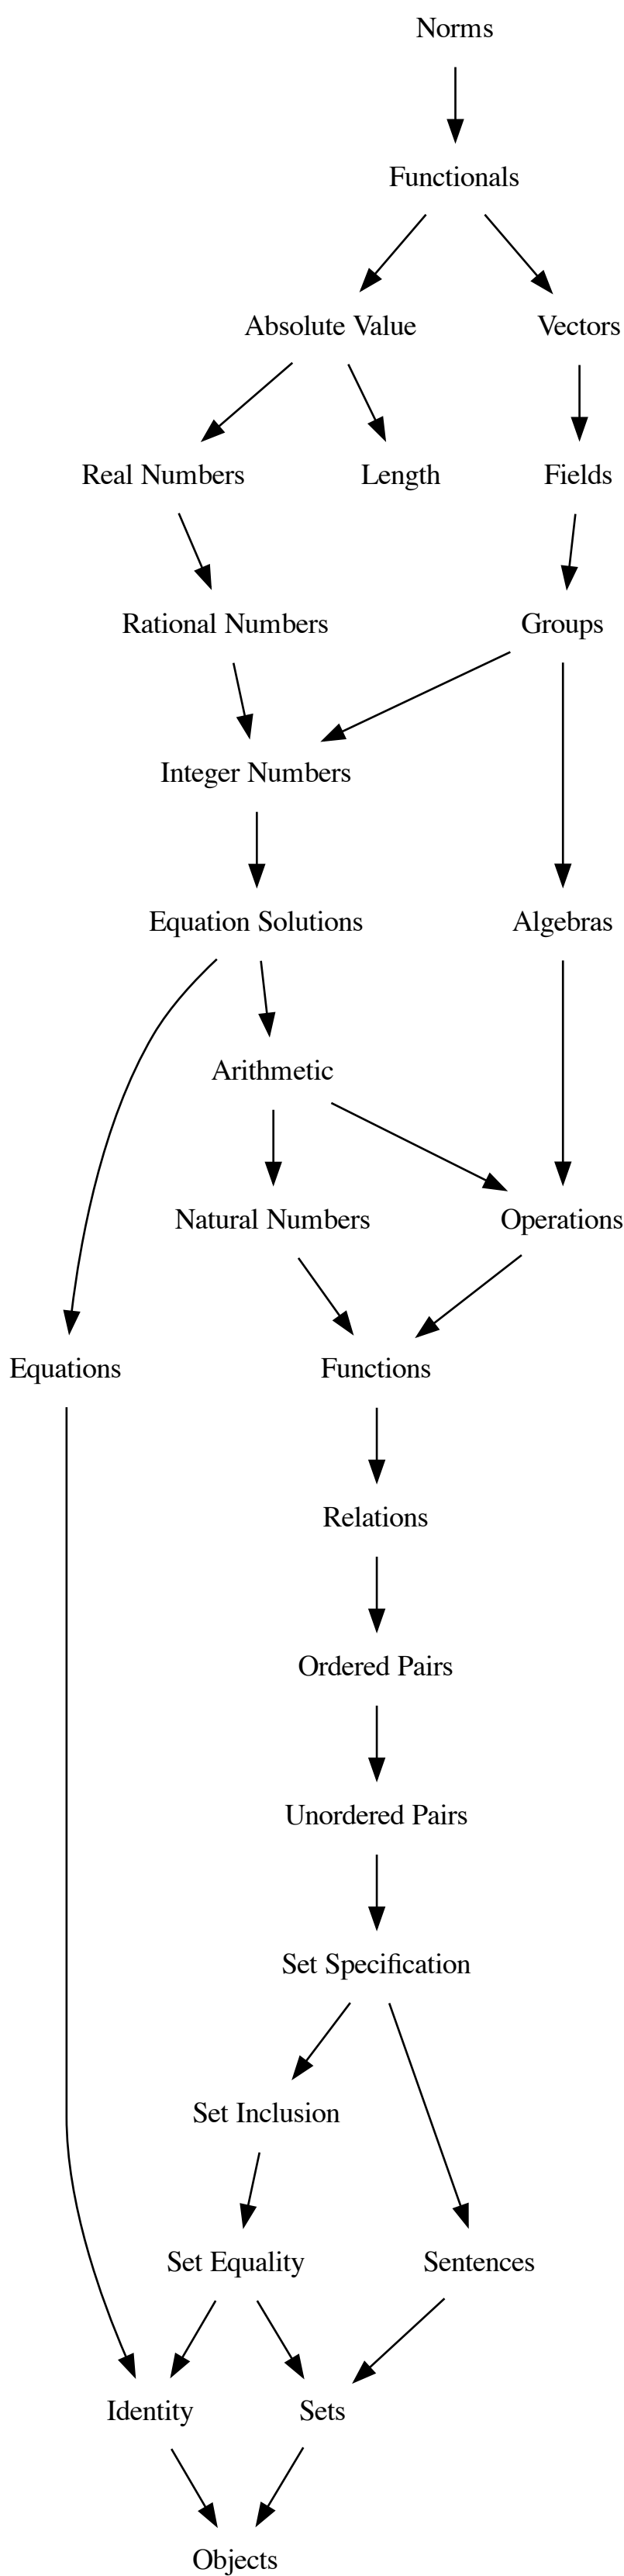 Norms
Functionals
Absolute Value
Vectors
Real Numbers
Length
Fields
Rational Numbers
Groups
Integer Numbers
Equation Solutions
Algebras
Arithmetic
Natural Numbers
Operations
Equations
Functions
Relations
Ordered Pairs
Unordered Pairs
Set Specification
Set Inclusion
Set Equality
Sentences
Identity
Sets
Objects